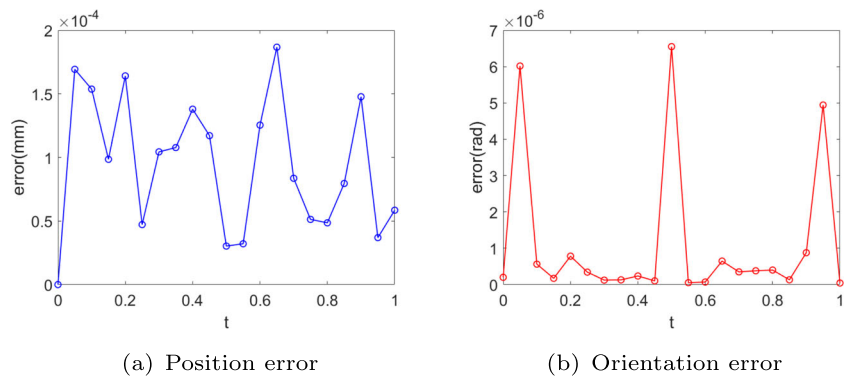 ×10⁻⁴
2
1.5
1
0.5
0
error(mm)
0 0.2 0.4 0.6 0.8 1
t
(a) Position error
×10⁻⁶
7
6
5
4
3
2
1
0
error(rad)
0 0.2 0.4 0.6 0.8 1
t
(b) Orientation error